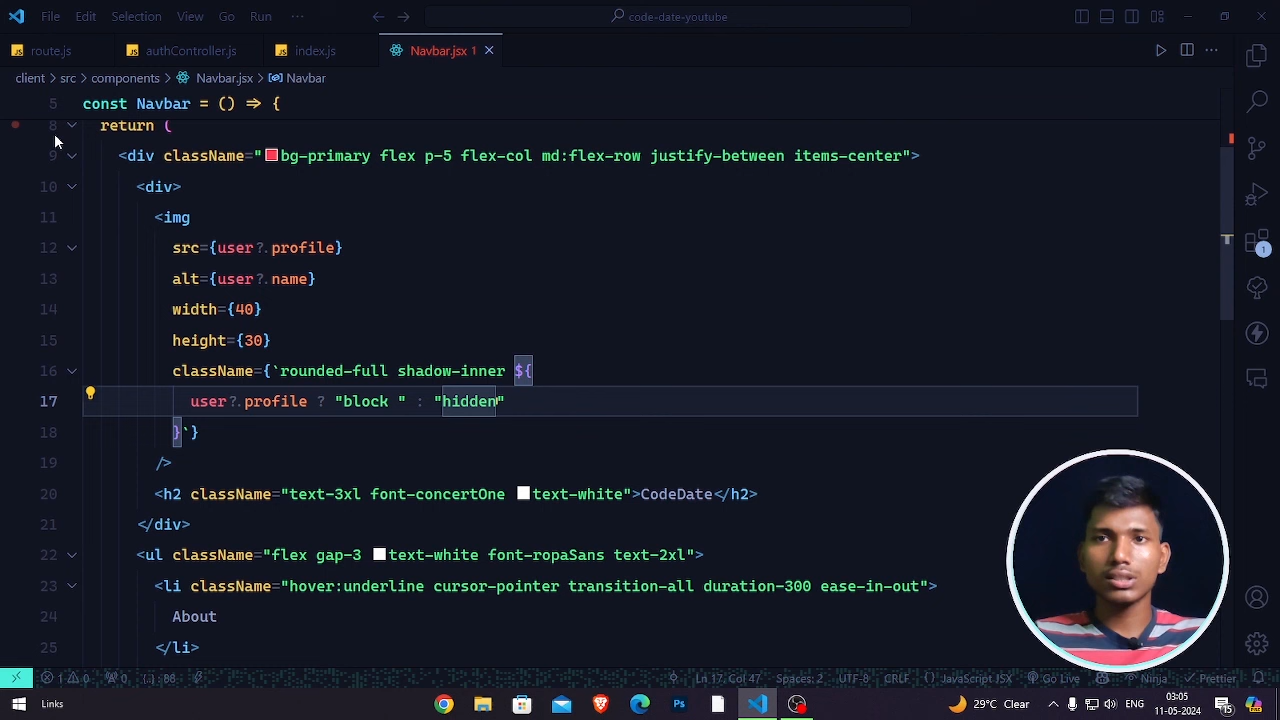 File Edit Selection View Go Run ··· code-date-youtube
route.js authController.js index.js Navbar.jsx 1
client > src > components > Navbar.jsx > Navbar
5 const Navbar = () => {
8 return (
9 <div className="bg-primary flex p-5 flex-col md:flex-row justify-between items-center">
10 <div>
11 <img
12 src={user?.profile}
13 alt={user?.name}
14 width={40}
15 height={30}
16 className={`rounded-full shadow-inner ${
17 user?.profile ? "block " : "hidden"
18 }`}
19 />
20 <h2 className="text-3xl font-concertOne text-white">CodeDate</h2>
21 </div>
22 <ul className="flex gap-3 text-white font-ropaSans text-2xl">
23 <li className="hover:underline cursor-pointer transition-all duration-300 ease-in-out">
24 About
25 </li>
1 0 0 88 Ln 17, Col 47 Spaces: 2 UTF-8 CRLF {} JavaScript JSX Go Live Ninja Prettier
Links 29°C Clear ENG 03:05
11-05-2024